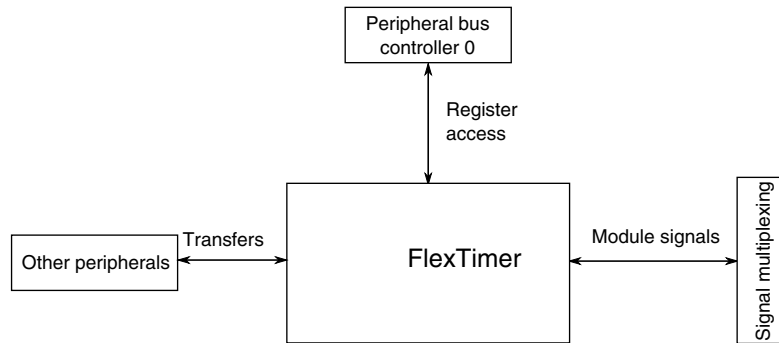 Peripheral bus
controller 0
Register
access
Transfers
Other peripherals
FlexTimer
Module signals
Signal multiplexing